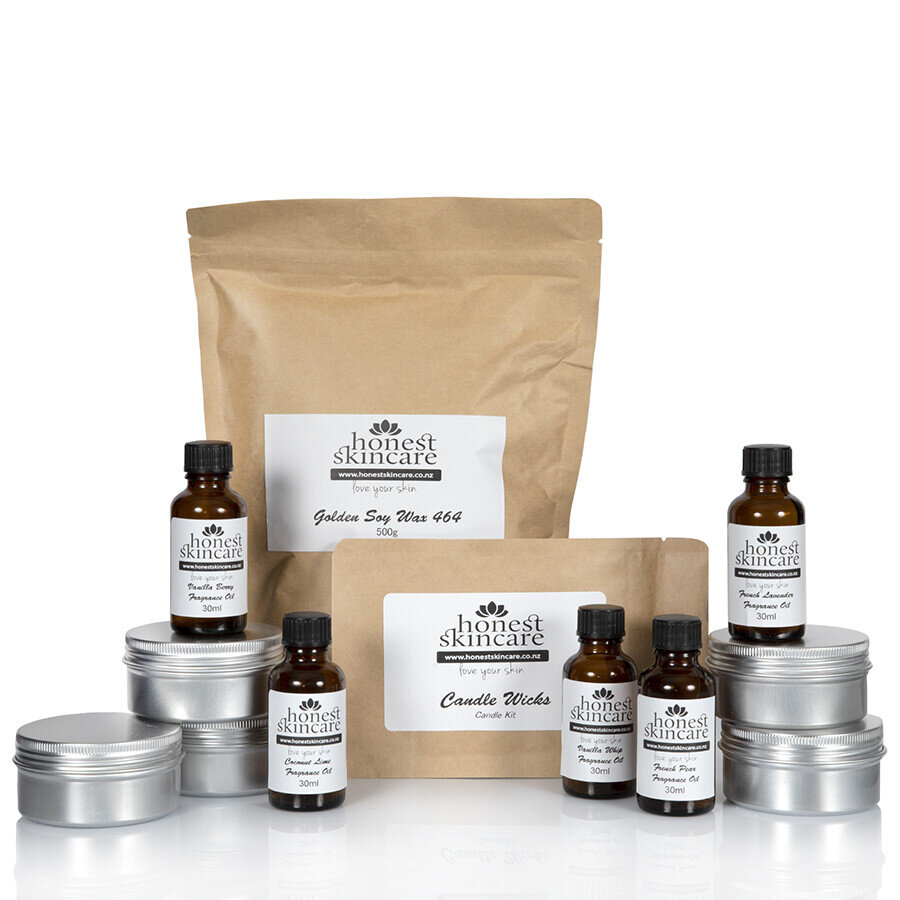 honest
skincare
www.honestskincare.co.nz
love your skin
Golden Soy Wax 464
500g
honest
skincare
www.honestskincare.co.nz
love your skin
Vanilla Berry
Fragrance Oil
30ml
honest
skincare
www.honestskincare.co.nz
love your skin
French Lavender
Fragrance Oil
30ml
honest
skincare
www.honestskincare.co.nz
love your skin
Candle Wicks
Candle Kit
honest
skincare
www.honestskincare.co.nz
love your skin
Coconut Lime
Fragrance Oil
30ml
honest
skincare
www.honestskincare.co.nz
love your skin
Vanilla Whip
Fragrance Oil
30ml
honest
skincare
www.honestskincare.co.nz
love your skin
French Pear
Fragrance Oil
30ml